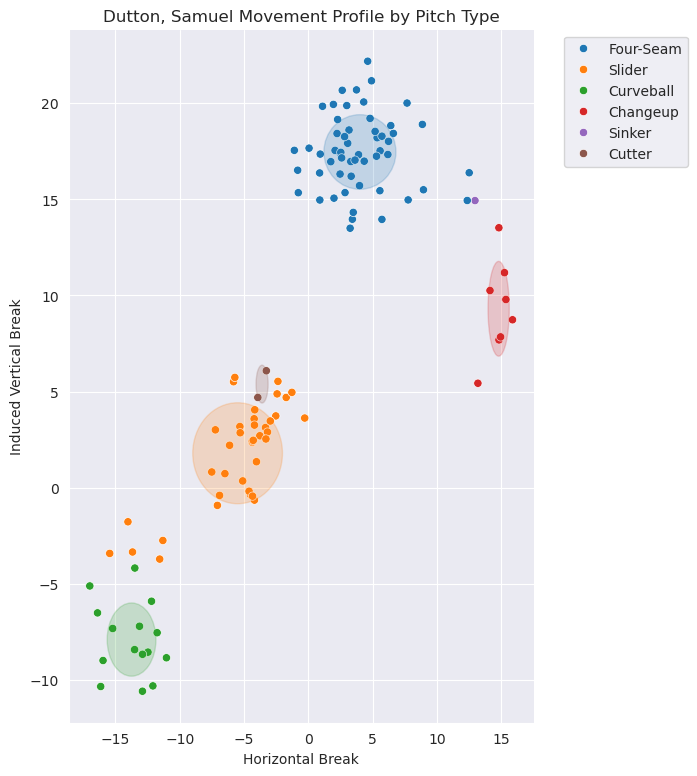 Dutton, Samuel Movement Profile by Pitch Type
Four-Seam
Slider
Curveball
Changeup
Sinker
Cutter
Induced Vertical Break
20
15
10
5
0
−5
−10
−15
−10
−5
0
5
10
15
Horizontal Break